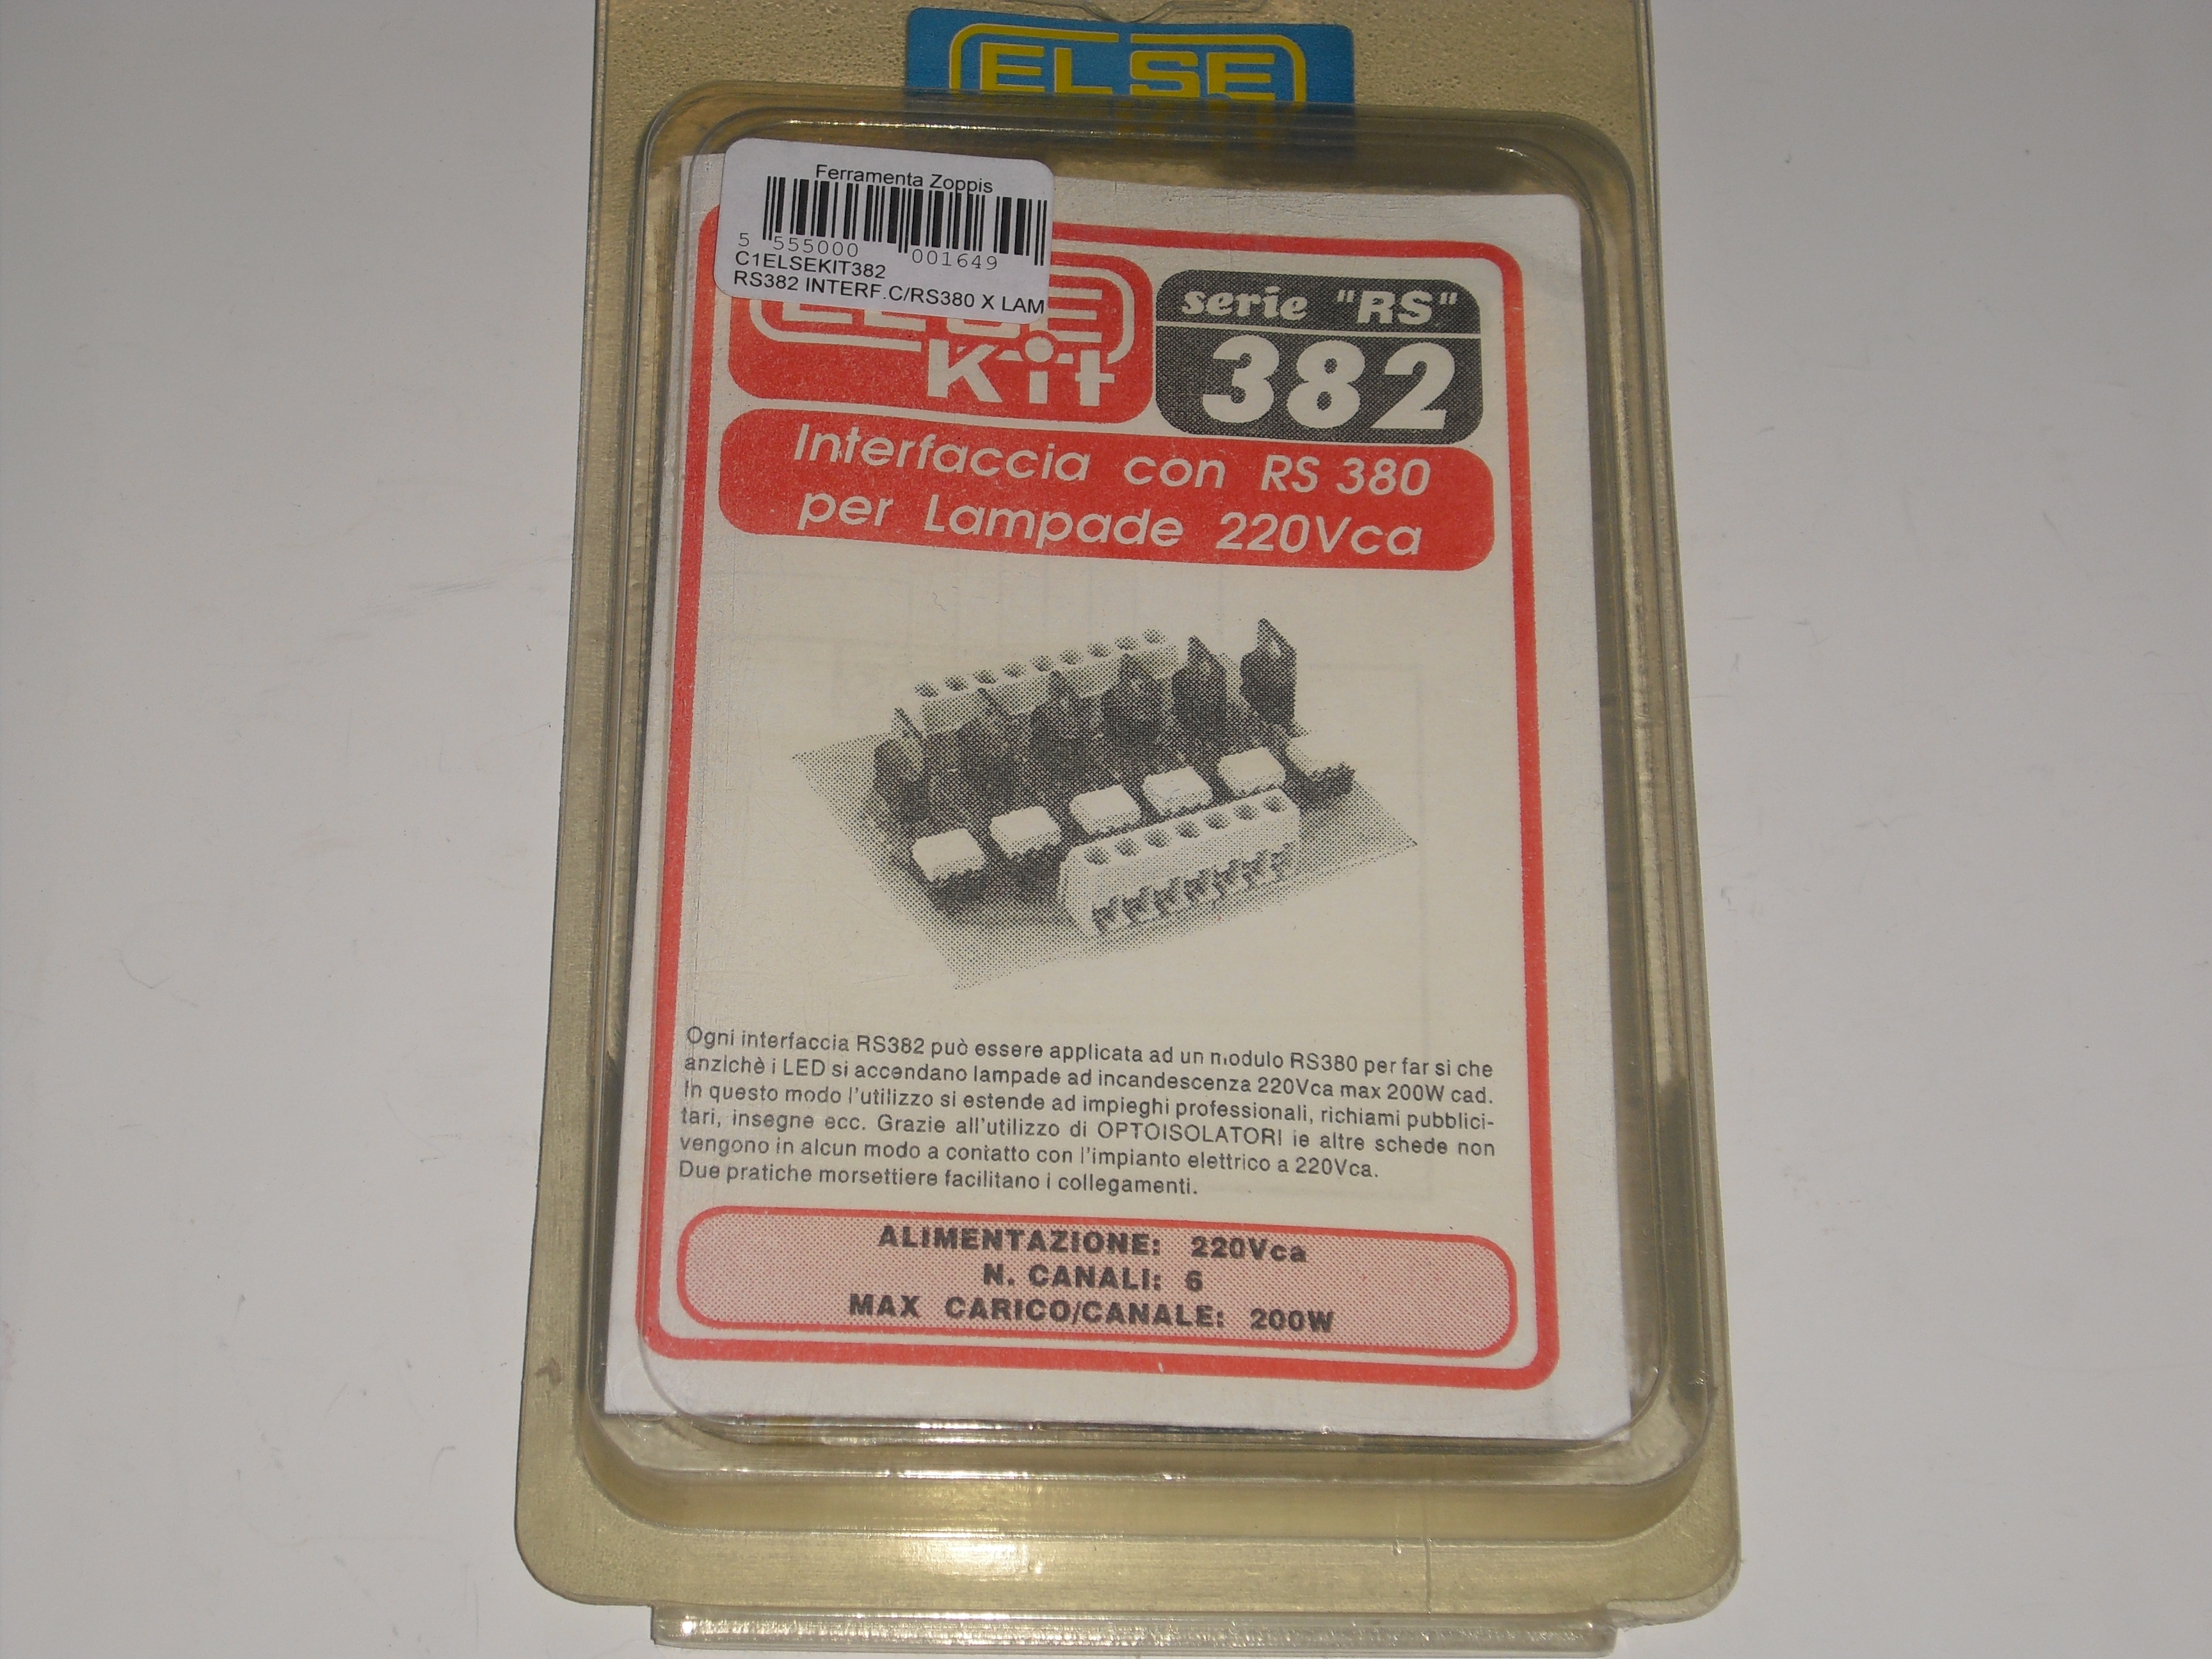 ELSE
Ferramenta Zoppis
5 555000 001649
C1ELSEKIT382
RS382 INTERF.C/RS380 X LAM
ELSE
Kit
serie "RS"
382
Interfaccia con RS 380
per Lampade 220Vca
Ogni interfaccia RS382 può essere applicata ad un modulo RS380 per far si che
anzichè i LED si accendano lampade ad incandescenza 220Vca max 200W cad.
In questo modo l'utilizzo si estende ad impieghi professionali, richiami pubblici-
tari, insegne ecc. Grazie all'utilizzo di OPTOISOLATORI ie altre schede non
vengono in alcun modo a contatto con l'impianto elettrico a 220Vca.
Due pratiche morsettiere facilitano i collegamenti.
ALIMENTAZIONE: 220Vca
N. CANALI: 6
MAX CARICO/CANALE: 200W